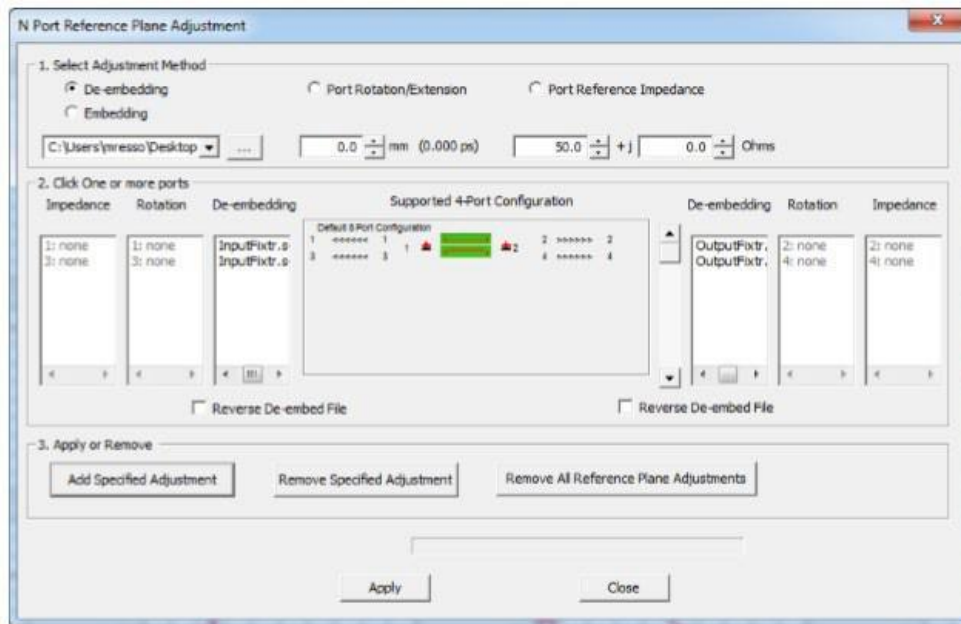 N Port Reference Plane Adjustment
1. Select Adjustment Method
De-embedding Port Rotation/Extension Port Reference Impedance
Embedding
C:\Users\mresso\Desktop ... 0.0 mm (0.000 ps) 50.0 + j 0.0 Ohms
2. Click One or more ports
Impedance Rotation De-embedding Supported 4-Port Configuration De-embedding Rotation Impedance
Default 8 Port Configuration
1: none 1: none InputFixtr.s 1 <<<<<< 1 1 2 2 >>>>>> 2 OutputFixtr. 2: none 2: none
3: none 3: none InputFixtr.s 3 <<<<<< 3 4 >>>>>> 4 OutputFixtr. 4: none 4: none
Reverse De-embed File Reverse De-embed File
3. Apply or Remove
Add Specified Adjustment Remove Specified Adjustment Remove All Reference Plane Adjustments
Apply Close